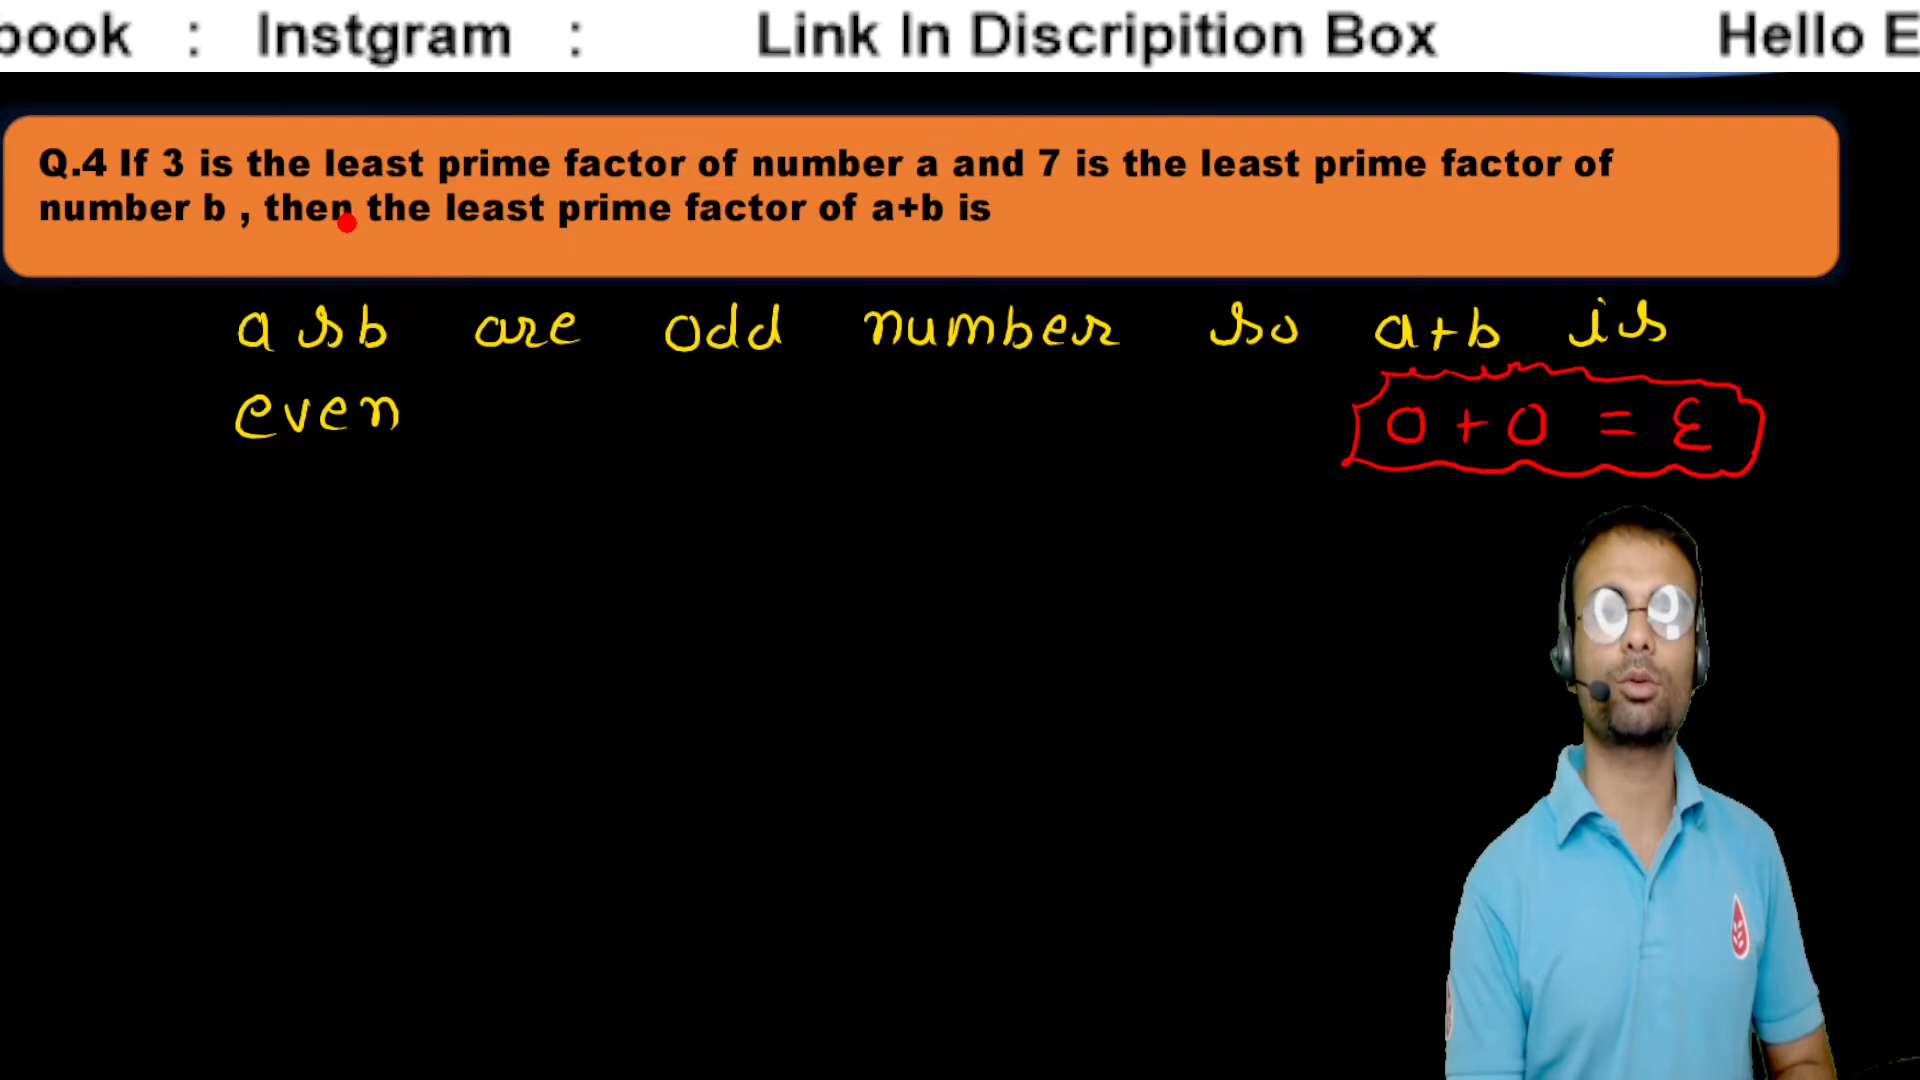 book : Instgram : Link In Discripition Box Hello E
Q.4 If 3 is the least prime factor of number a and 7 is the least prime factor of
number b , then the least prime factor of a+b is
a & b are odd number so a+b is
even
O + O = E